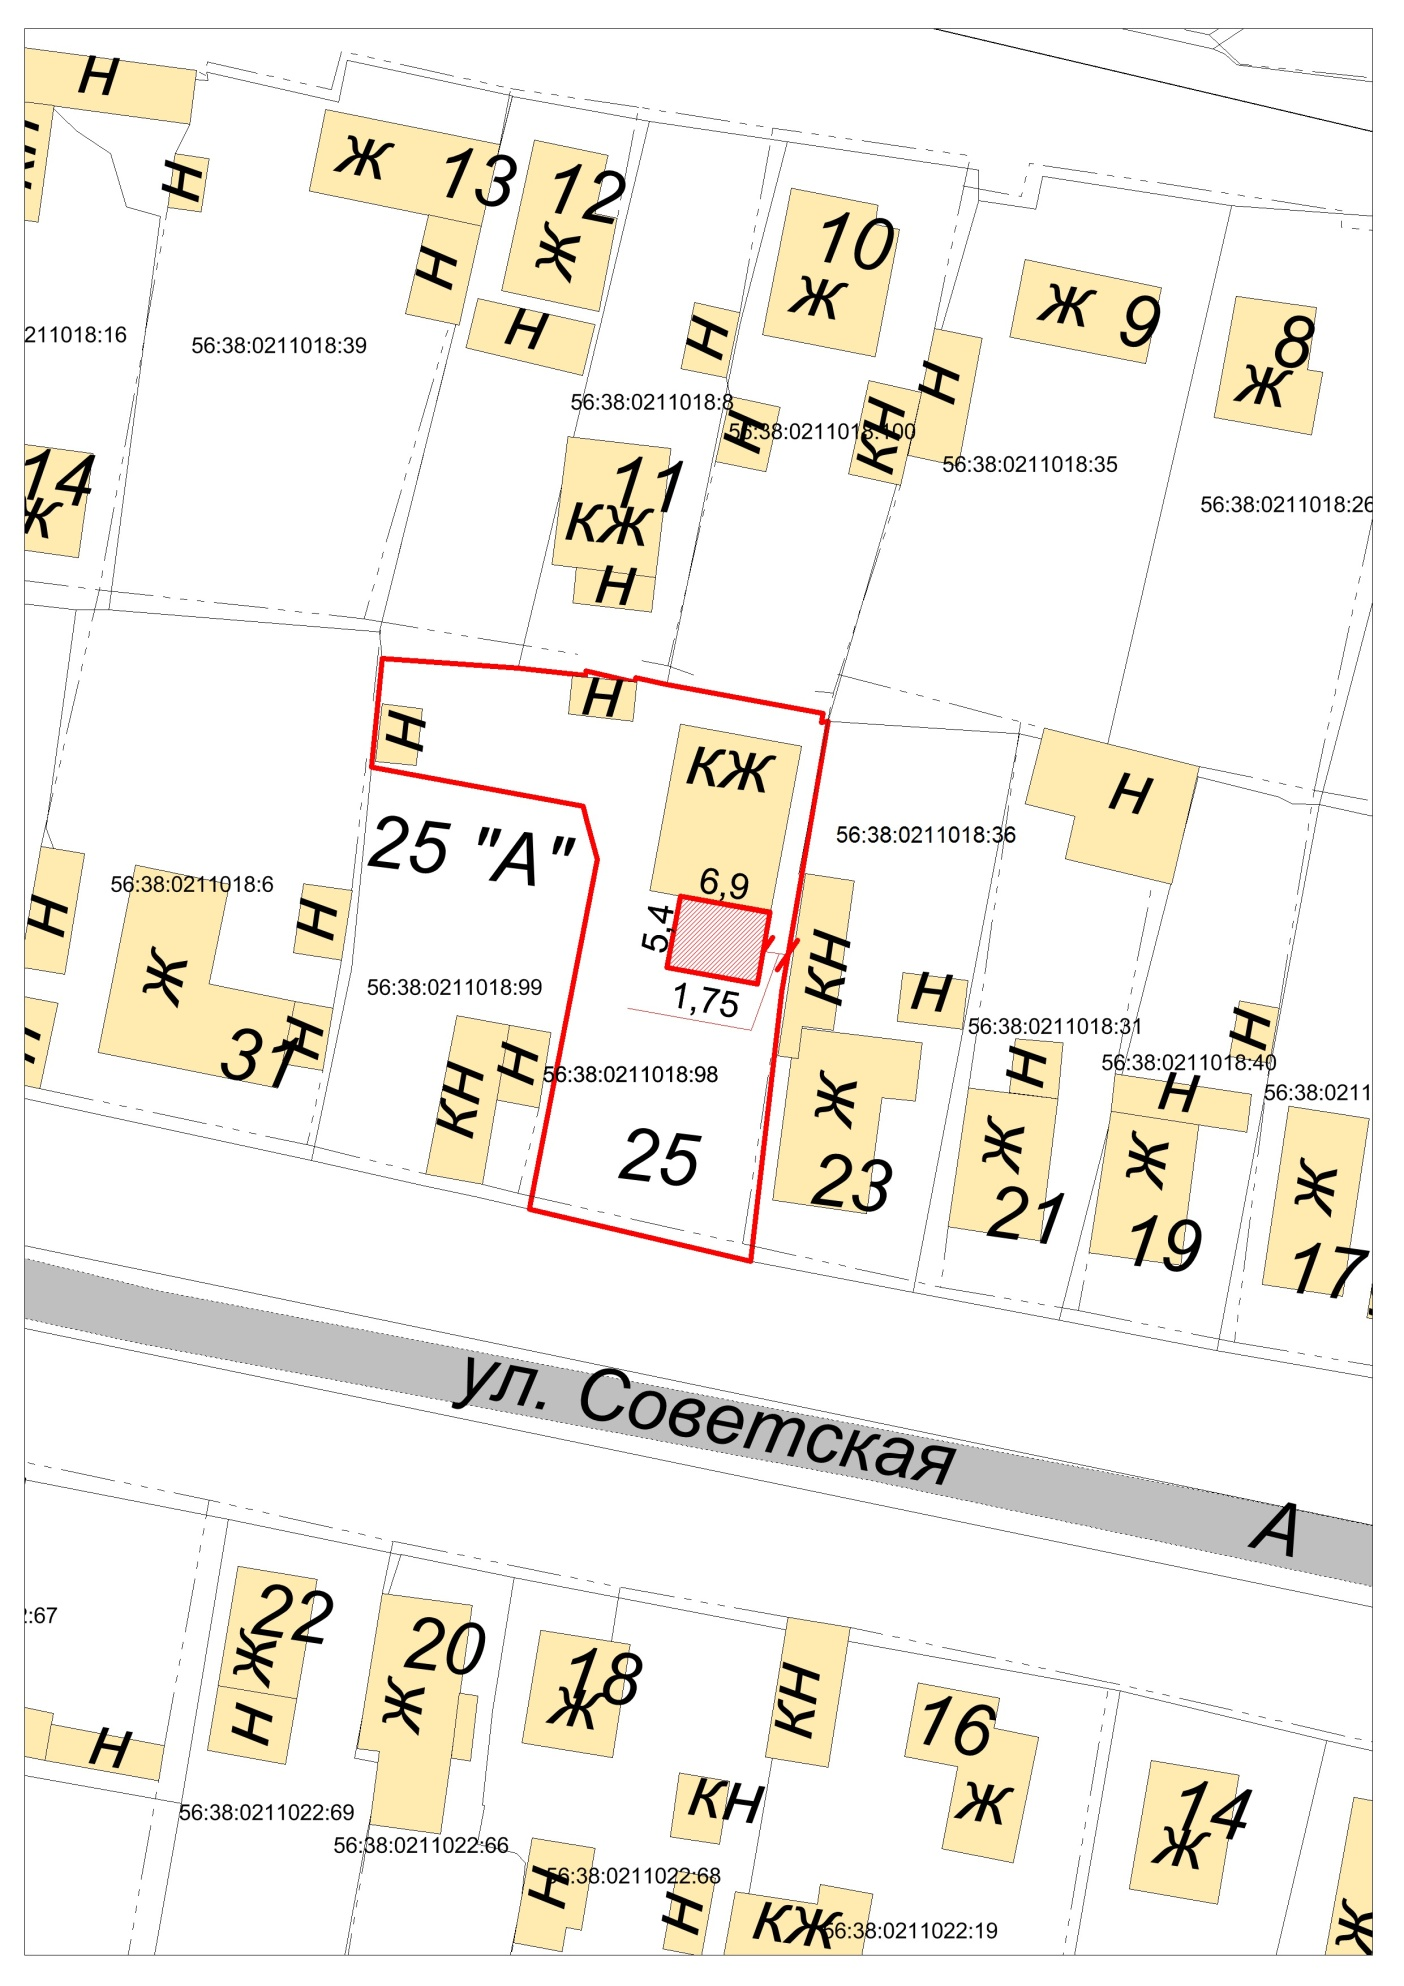 Н
Н
Ж 13
12
Ж
Н
Н
10
Ж
Ж 9
8
Ж
Н
Н
КН
Н
211018:16
56:38:0211018:39
56:38:0211018:8
56:38:0211018:100
56:38:0211018:35
56:38:0211018:26
14
Ж
11
КЖ
Н
Н
Н
КЖ
Н
25 "А"
56:38:0211018:36
56:38:0211018:6
6,9
5,4
1,75
Н
Н
Ж
31
Н
56:38:0211018:99
КН
Н
56:38:0211018:98
25
КН
Н
Ж
23
56:38:0211018:31
Н
Ж
21
56:38:0211018:40
Н
Н
Ж
19
56:38:0211
Ж
17
ул. Советская
А
:67
22
Ж
Н
20
Ж
18
Ж
КН
16
Ж
14
Ж
Н
КН
56:38:0211022:69
56:38:0211022:66
56:38:0211022:68
Н
Н
КЖ
56:38:0211022:19
Ж